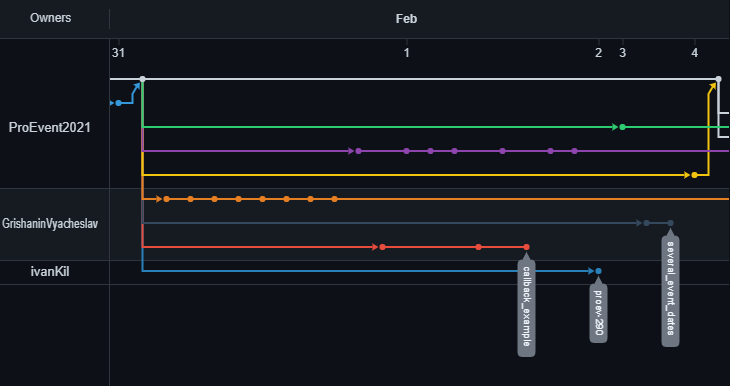 Owners
Feb
31 1 2 3 4
ProEvent2021
GrishaninVyacheslav
ivanKil
callback_example
proev-290
several_event_dates